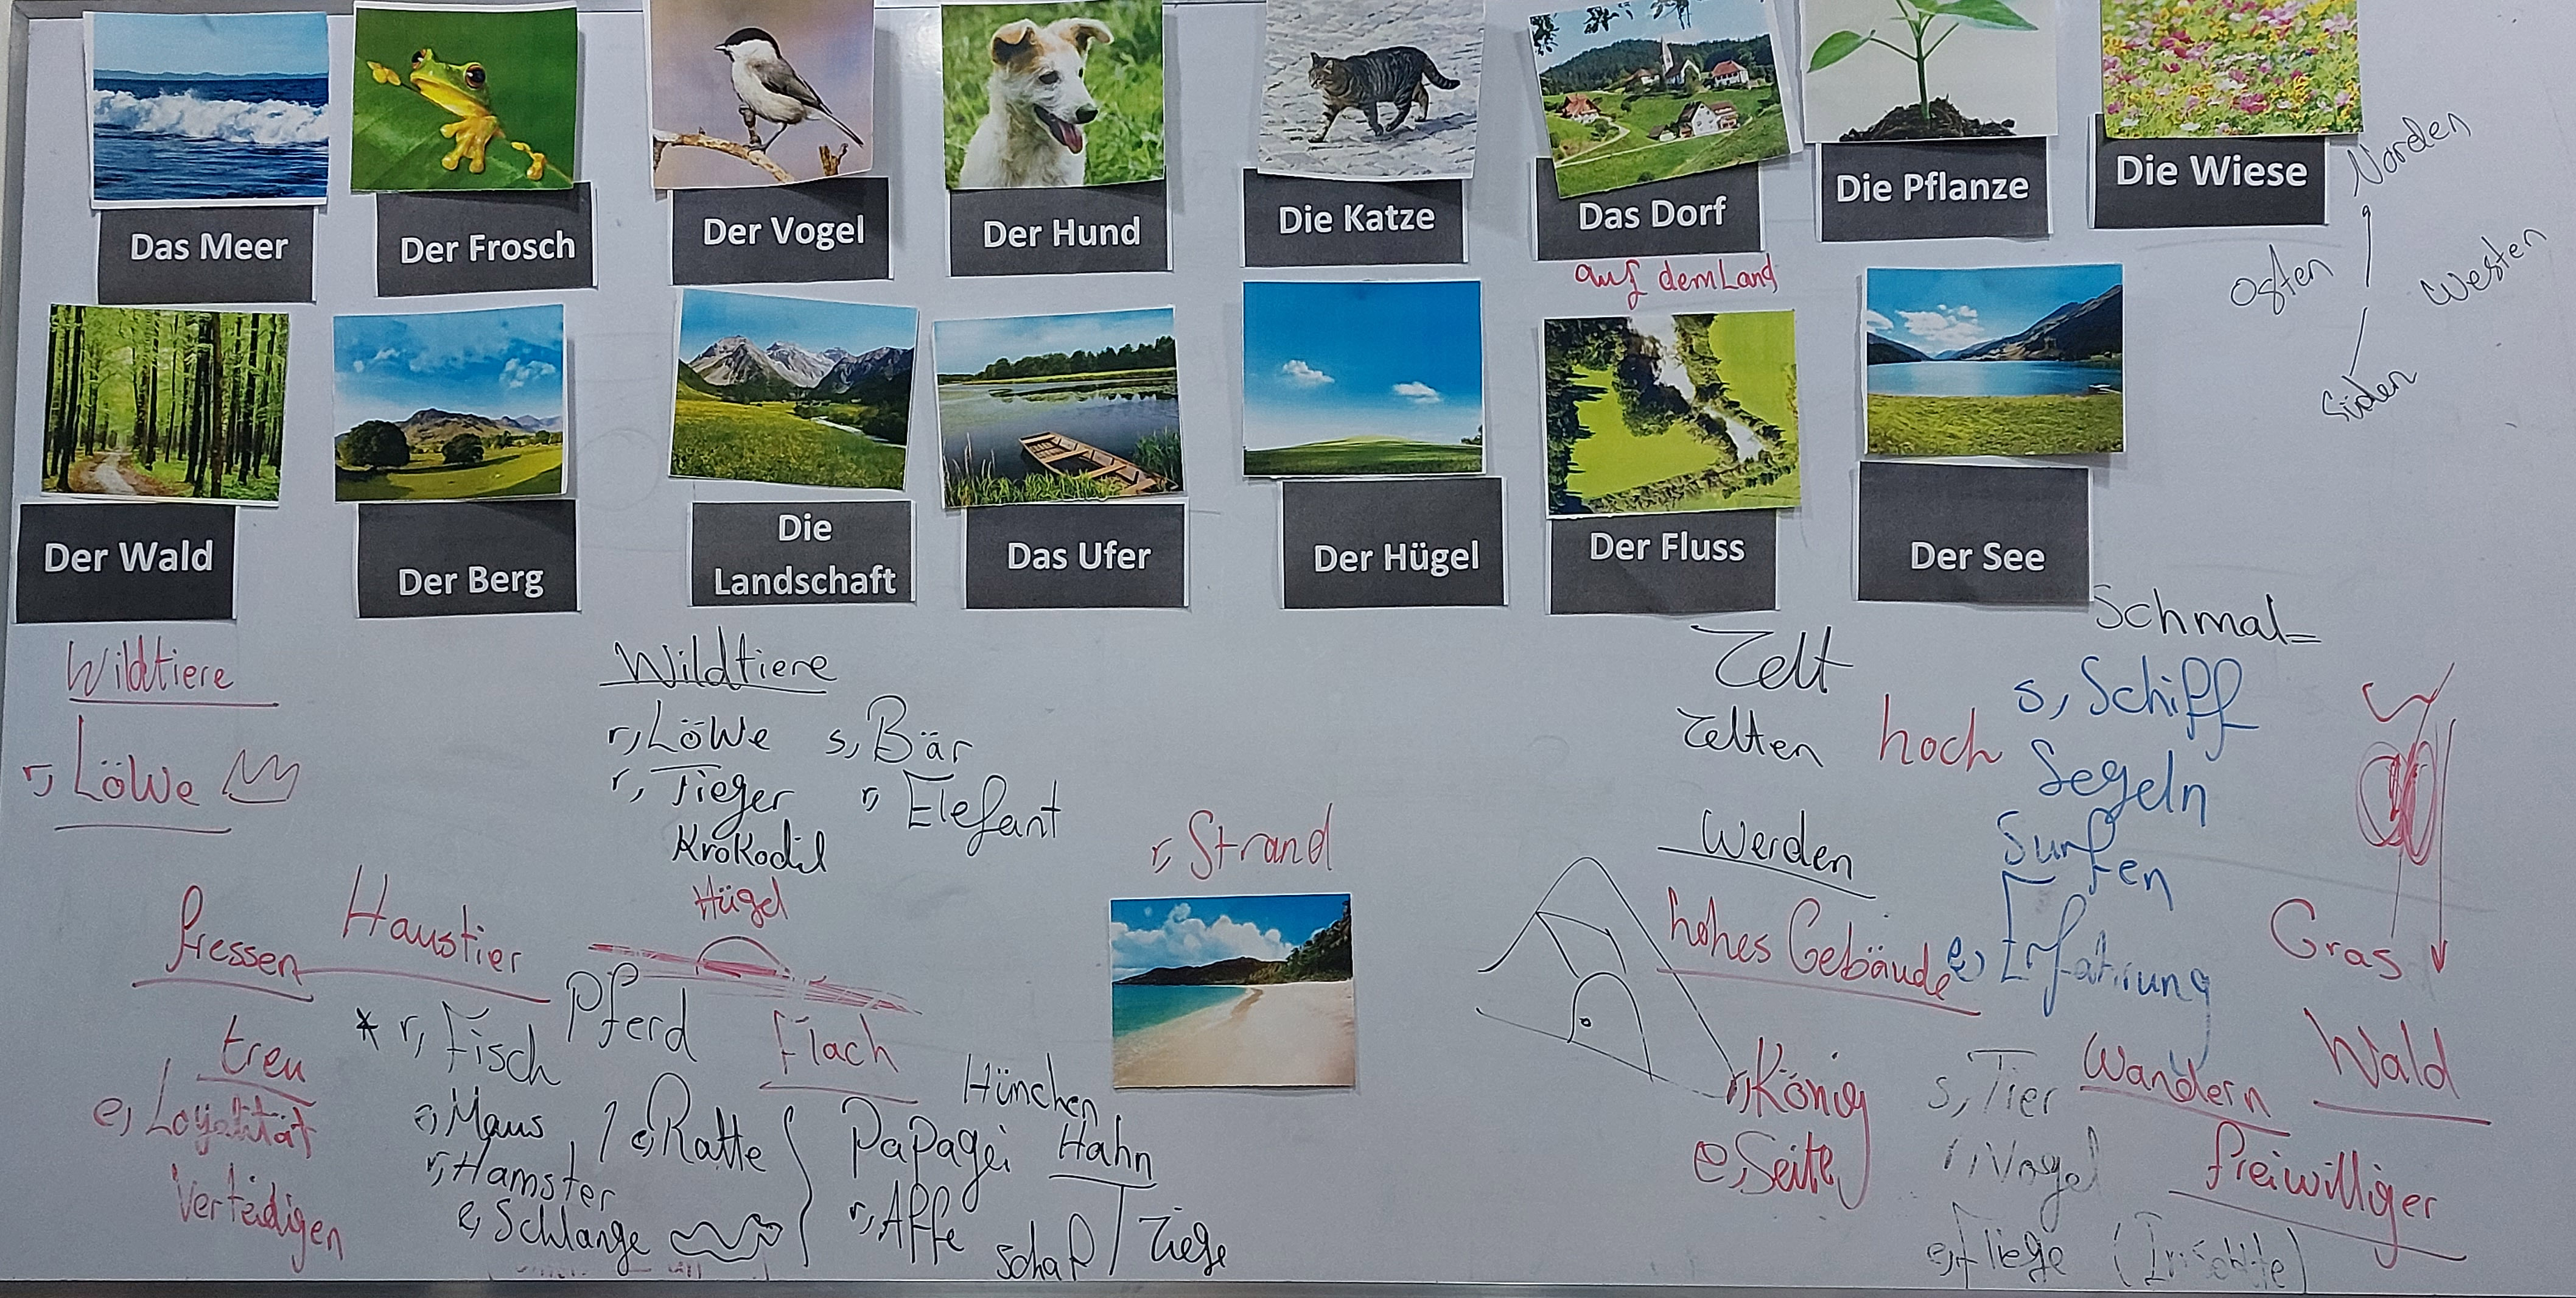 Das Meer
Der Frosch
Der Vogel
Der Hund
Die Katze
Das Dorf
Die Pflanze
Die Wiese
auf dem Land
Norden
Osten
Westen
Süden
Der Wald
Der Berg
Die
Landschaft
Das Ufer
Der Hügel
Der Fluss
Der See
Wildtiere
r, Löwe
Wildtiere
r, Löwe s, Bär
r, Tieger r, Elefant
Krokodil
Hügel
Flach
r, Strand
Fressen
Haustier
treu
e, Loyalität
Verteidigen
* r, Fisch
Pferd
e, Maus / e, Ratte
r, Hamster
e, Schlange
Hünchen
Papagei Hahn
r, Affe
Schaf / Ziege
Zelt
Zelten
hoch
Schmal=
s, Schiff
Segeln
Surfen
e, Erfahrung
Werden
hohes Gebäude
Gras
Wald
r, König
e, Seite
s, Tier
r, Vogel
e, Fliege
Wandern
freiwilliger